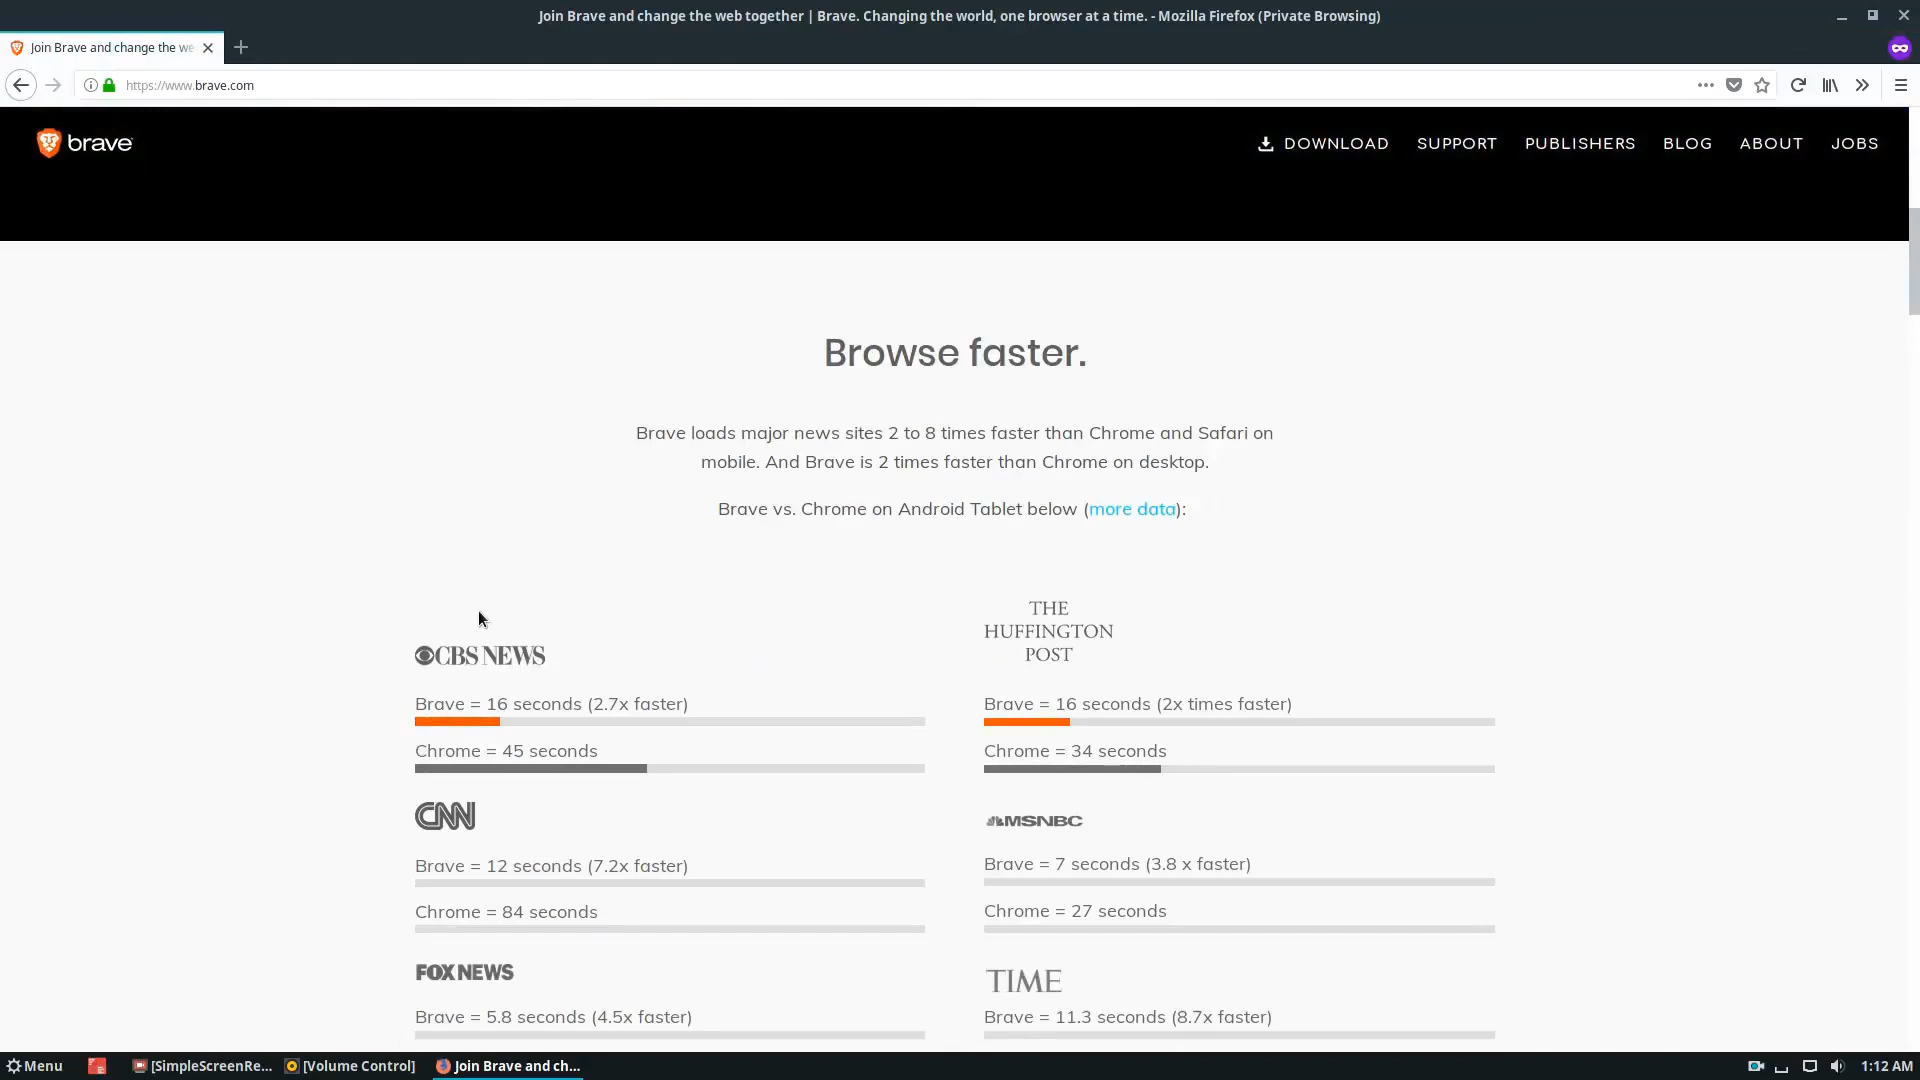 Join Brave and change the web together | Brave. Changing the world, one browser at a time. - Mozilla Firefox (Private Browsing)
Join Brave and change the we
https://www.brave.com
brave
DOWNLOAD
SUPPORT
PUBLISHERS
BLOG
ABOUT
JOBS
Browse faster.
Brave loads major news sites 2 to 8 times faster than Chrome and Safari on
mobile. And Brave is 2 times faster than Chrome on desktop.
Brave vs. Chrome on Android Tablet below (more data):
CBS NEWS
Brave = 16 seconds (2.7x faster)
Chrome = 45 seconds
THE
HUFFINGTON
POST
Brave = 16 seconds (2x times faster)
Chrome = 34 seconds
CNN
Brave = 12 seconds (7.2x faster)
Chrome = 84 seconds
MSNBC
Brave = 7 seconds (3.8 x faster)
Chrome = 27 seconds
FOX NEWS
Brave = 5.8 seconds (4.5x faster)
TIME
Brave = 11.3 seconds (8.7x faster)
Menu
[SimpleScreenRe...
[Volume Control]
Join Brave and ch...
1:12 AM